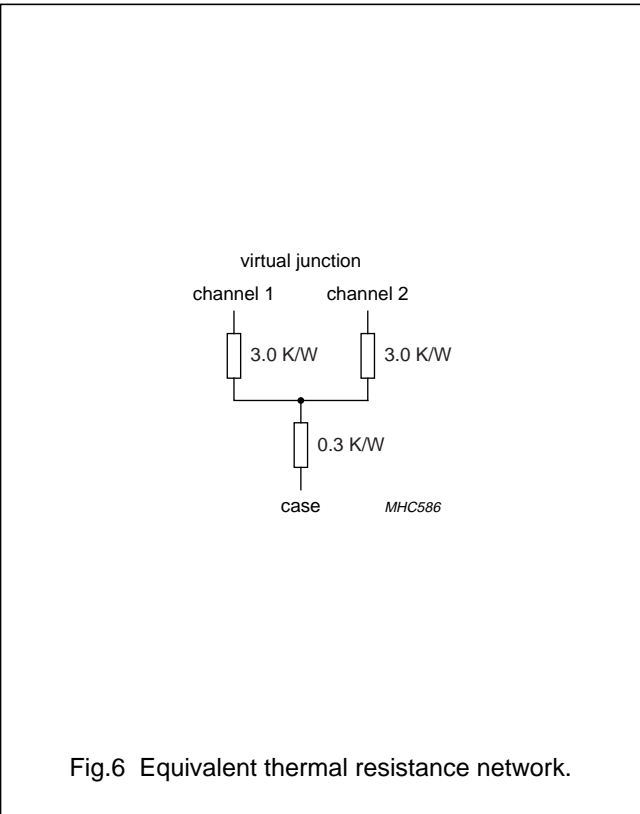 virtual junction
channel 1 channel 2
3.0 K/W 3.0 K/W
0.3 K/W
case MHC586
Fig.6 Equivalent thermal resistance network.